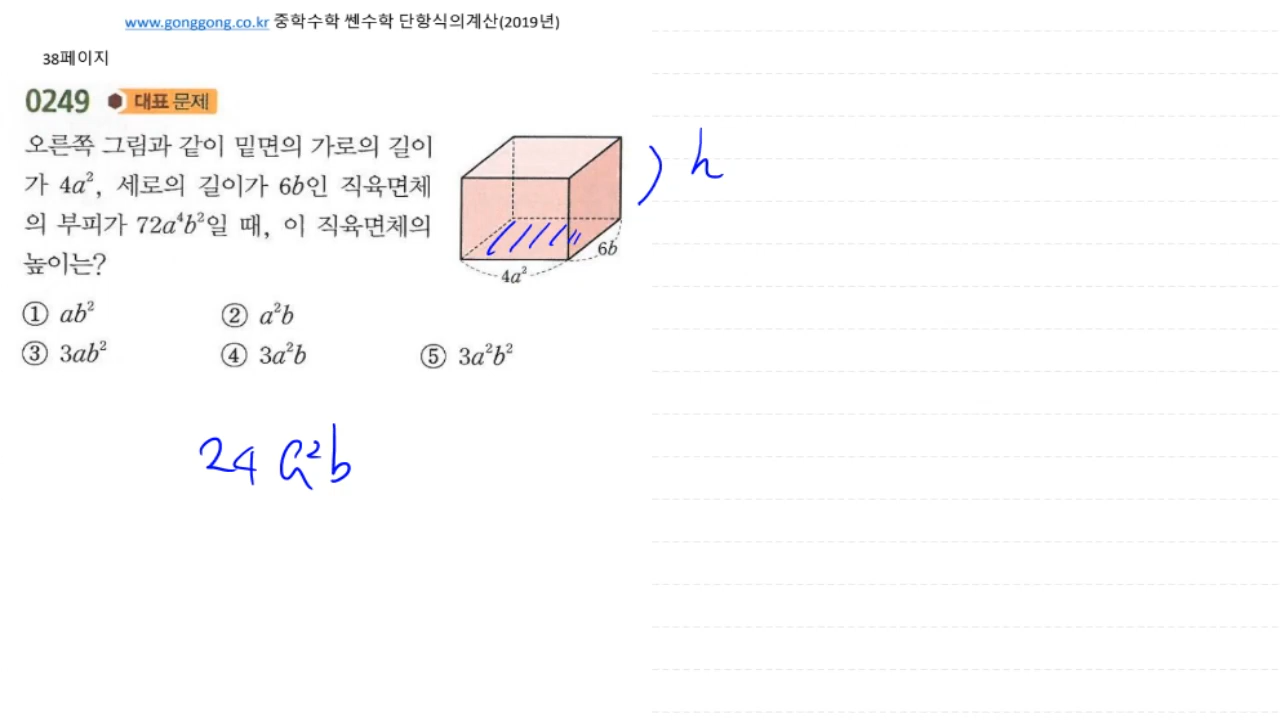 www.gonggong.co.kr 중학수학 쎈수학 단항식의계산(2019년)
38페이지
0249 대표 문제
오른쪽 그림과 같이 밑면의 가로의 길이
가 4a², 세로의 길이가 6b인 직육면체
의 부피가 72a⁴b²일 때, 이 직육면체의
높이는?
h
6b
4a²
① ab² ② a²b
③ 3ab² ④ 3a²b ⑤ 3a²b²
24 a²b